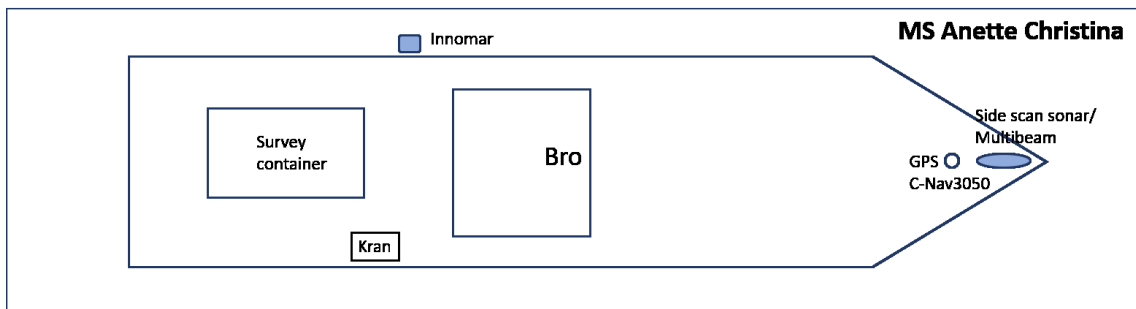 MS Anette Christina
Innomar
Survey
container
Bro
Kran
Side scan sonar/
Multibeam
GPS
C-Nav3050